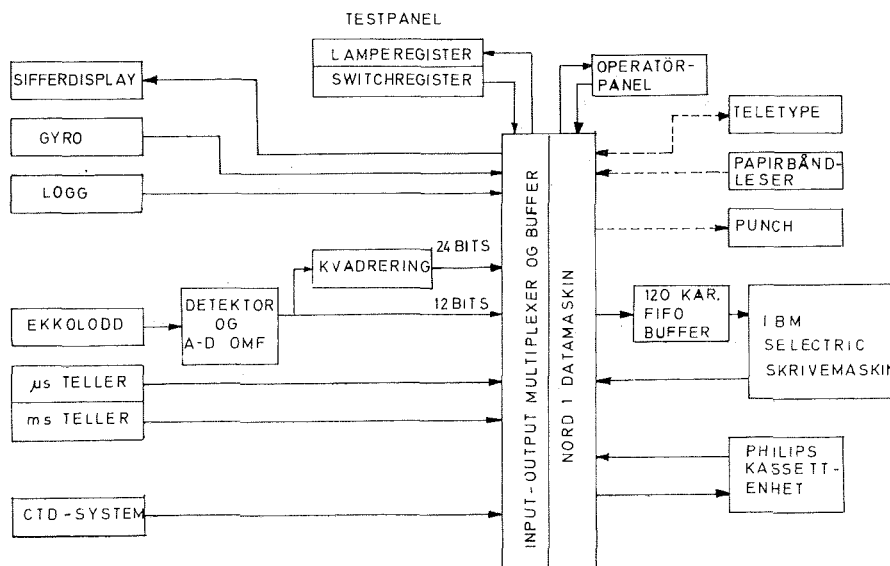 TESTPANEL
LAMPEREGISTER
SWITCHREGISTER
OPERATÖR-
PANEL
SIFFERDISPLAY
GYRO
LOGG
TELETYPE
PAPIRBÅND-
LESER
PUNCH
24 BITS
KVADRERING
12 BITS
EKKOLODD
DETEKTOR
OG
A-D OMF
µs TELLER
ms TELLER
CTD-SYSTEM
INPUT-OUTPUT MULTIPLEXER OG BUFFER
NORD 1 DATAMASKIN
120 KAR.
FIFO
BUFFER
IBM
SELECTRIC
SKRIVEMASKIN
PHILIPS
KASSETT-
ENHET